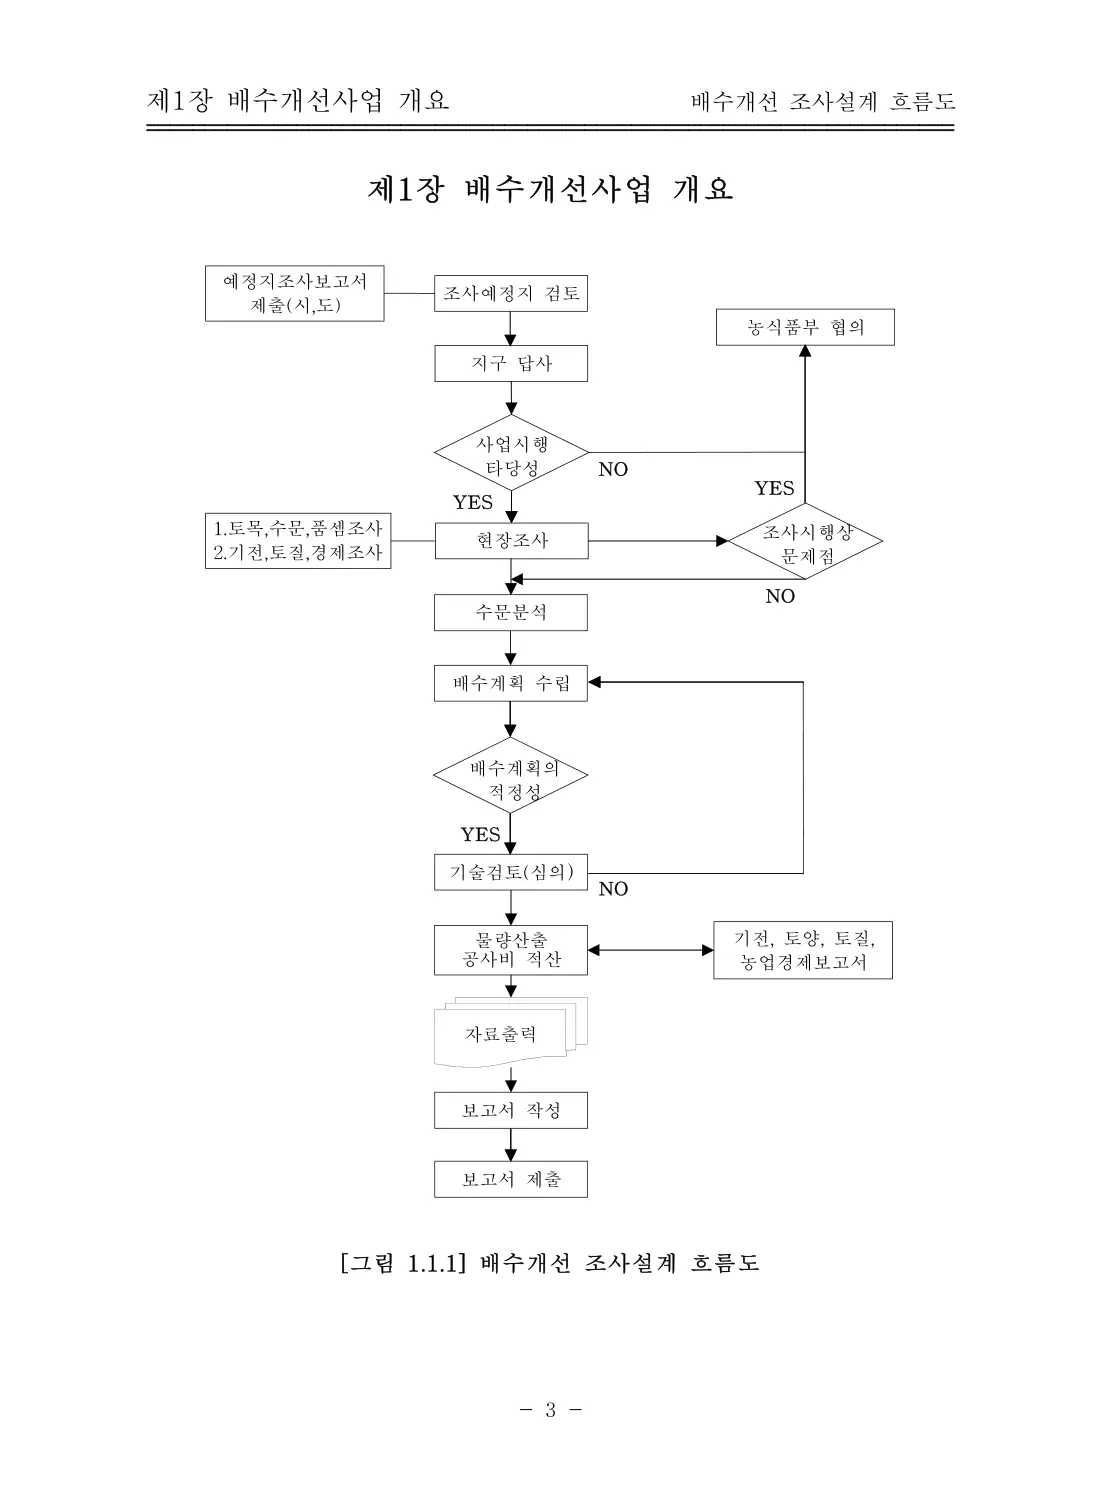 제1장 배수개선사업 개요
배수개선 조사설계 흐름도
제1장 배수개선사업 개요
예정지조사보고서
제출(시,도)
조사예정지 검토
농식품부 협의
지구 답사
사업시행
타당성
NO
YES
YES
1.토목,수문,품셈조사
2.기전,토질,경제조사
현장조사
조사시행상
문제점
NO
수문분석
배수계획 수립
배수계획의
적정성
YES
기술검토(심의)
NO
물량산출
공사비 적산
기전, 토양, 토질,
농업경제보고서
자료출력
보고서 작성
보고서 제출
[그림 1.1.1] 배수개선 조사설계 흐름도
- 3 -